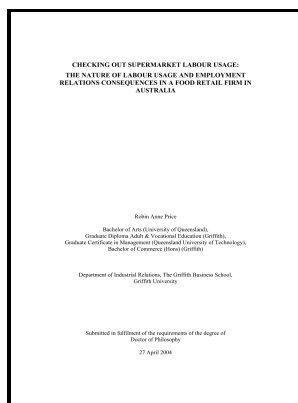 CHECKING OUT SUPERMARKET LABOUR USAGE:
THE NATURE OF LABOUR USAGE AND EMPLOYMENT
RELATIONS CONSEQUENCES IN A FOOD RETAIL FIRM IN
AUSTRALIA
Robin Anne Price
Bachelor of Arts (University of Queensland),
Graduate Diploma Adult & Vocational Education (Griffith),
Graduate Certificate in Management (Queensland University of Technology),
Bachelor of Commerce (Hons) (Griffith)
Department of Industrial Relations, The Griffith Business School,
Griffith University
Submitted in fulfilment of the requirements of the degree of
Doctor of Philosophy
27 April 2004